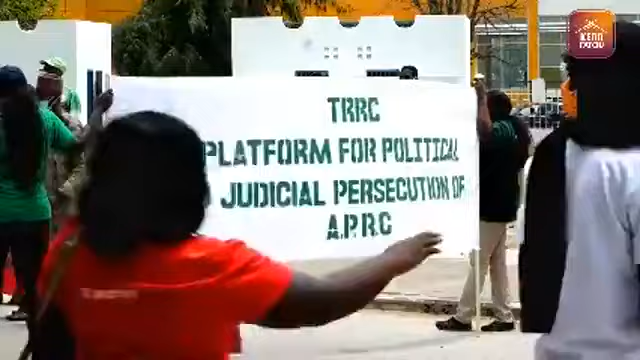 TRRC
PLATFORM FOR POLITICAL
JUDICIAL PERSECUTION OF
A.P.R.C